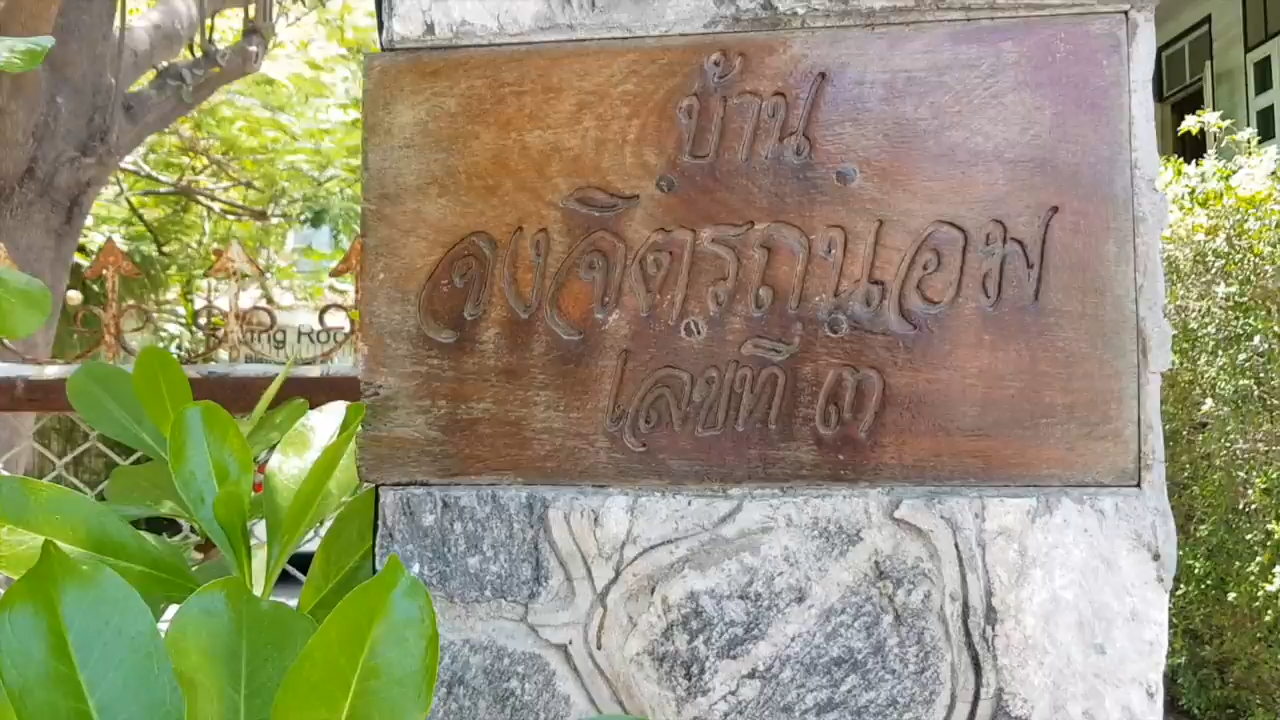 บ้าน
จงจิตรถนอม
เลขที่ ๓